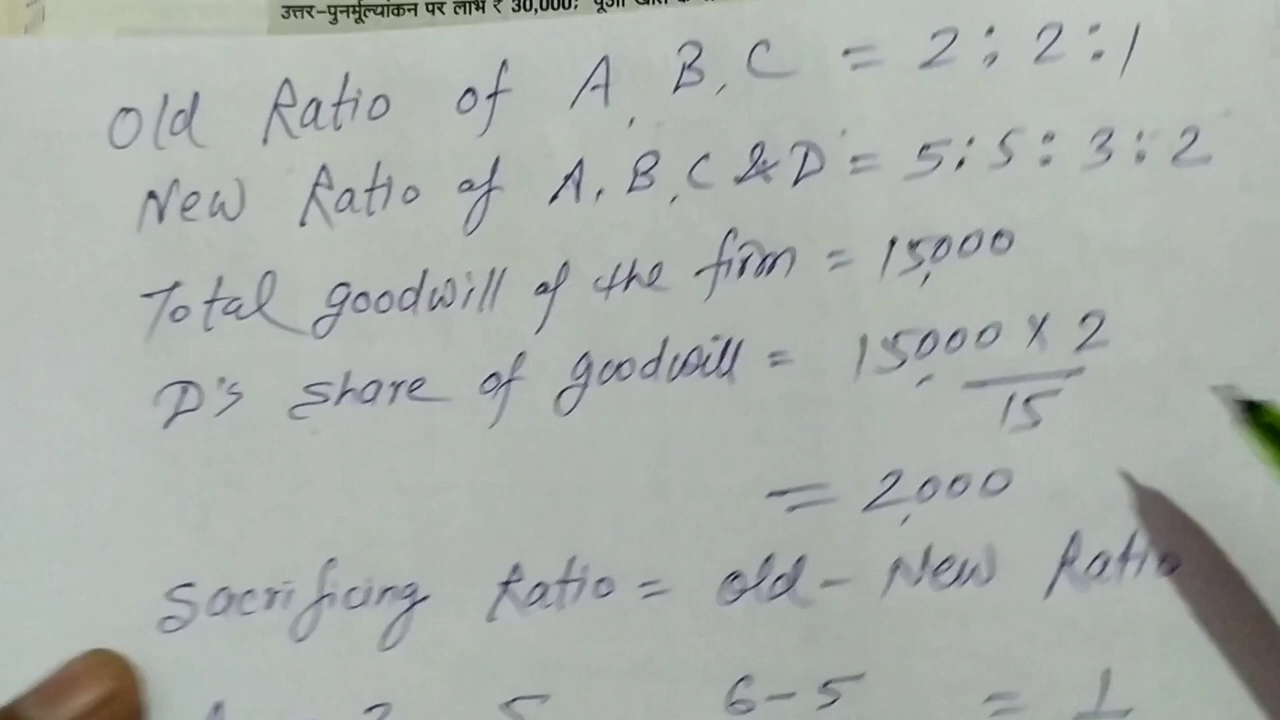 उत्तर-पुनर्मूल्यांकन पर लाभ ₹ 30,000;
Old Ratio of A, B, C = 2:2:1
New Ratio of A, B, C & D = 5:5:3:2
Total goodwill of the firm = 15,000
D's share of goodwill = 15,000 x 2
15
= 2,000
Sacrificing Ratio = old - New Ratio
6-5 = 1